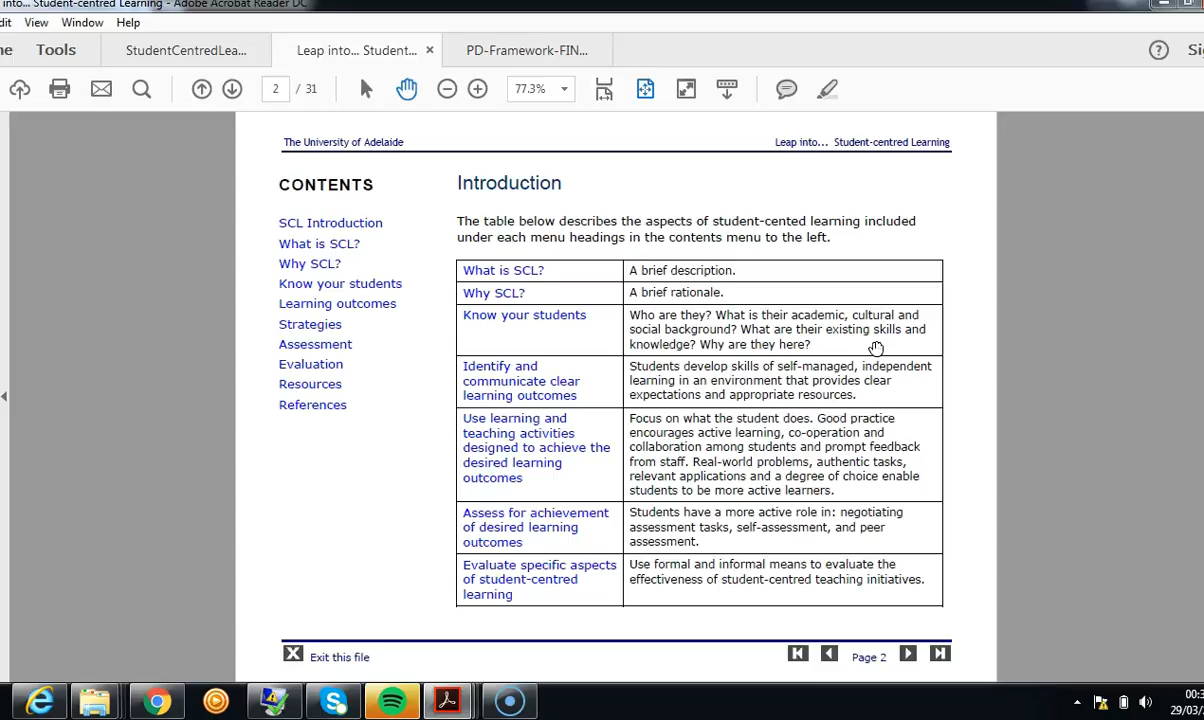 into... Student-centred Learning - Adobe Acrobat Reader DC
dit View Window Help
me Tools StudentCentredLea... Leap into... Student... × PD-Framework-FIN... ?
2 / 31 77.3%
The University of Adelaide Leap into... Student-centred Learning
CONTENTS
SCL Introduction
What is SCL?
Why SCL?
Know your students
Learning outcomes
Strategies
Assessment
Evaluation
Resources
References
Introduction
The table below describes the aspects of student-cented learning included
under each menu headings in the contents menu to the left.
What is SCL? A brief description.
Why SCL? A brief rationale.
Know your students
Who are they? What is their academic, cultural and
social background? What are their existing skills and
knowledge? Why are they here?
Identify and
communicate clear
learning outcomes
Students develop skills of self-managed, independent
learning in an environment that provides clear
expectations and appropriate resources.
Use learning and
teaching activities
designed to achieve the
desired learning
outcomes
Focus on what the student does. Good practice
encourages active learning, co-operation and
collaboration among students and prompt feedback
from staff. Real-world problems, authentic tasks,
relevant applications and a degree of choice enable
students to be more active learners.
Assess for achievement
of desired learning
outcomes
Students have a more active role in: negotiating
assessment tasks, self-assessment, and peer
assessment.
Evaluate specific aspects
of student-centred
learning
Use formal and informal means to evaluate the
effectiveness of student-centred teaching initiatives.
X Exit this file Page 2
29/03/